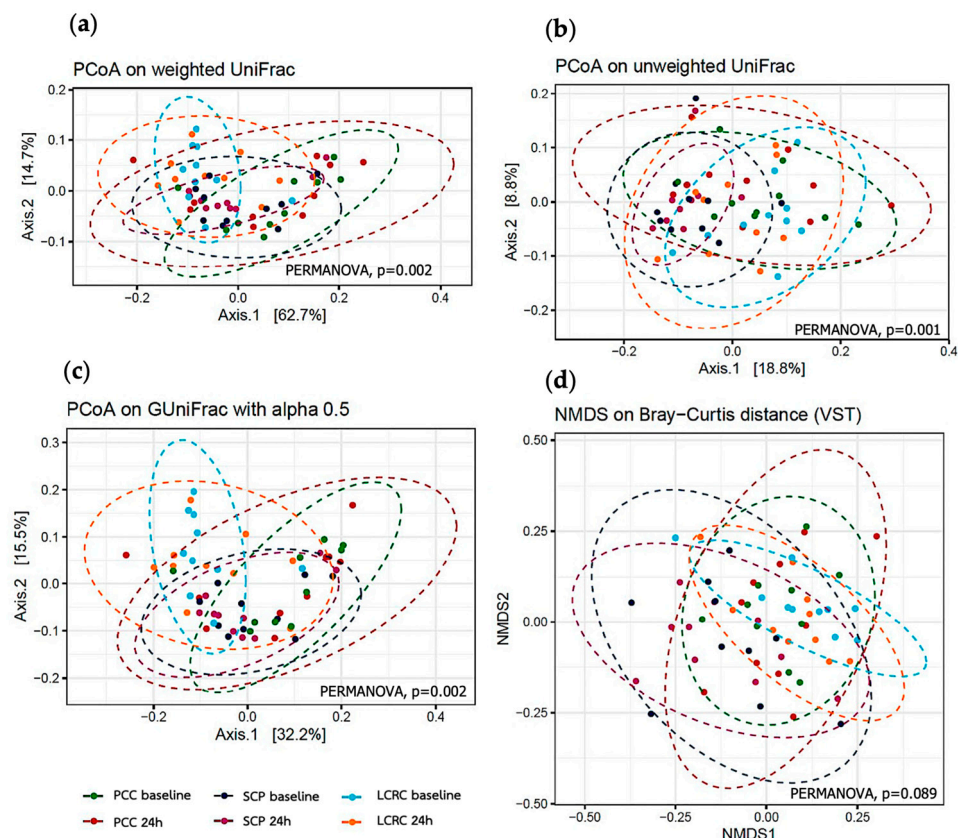 (a)
PCoA on weighted UniFrac
0.2
0.1
0.0
−0.1
Axis.2 [14.7%]
PERMANOVA, p=0.002
−0.2
0.0
0.2
0.4
Axis.1 [62.7%]
(b)
PCoA on unweighted UniFrac
0.2
0.1
0.0
−0.1
−0.2
Axis.2 [8.8%]
PERMANOVA, p=0.001
−0.2
0.0
0.2
0.4
Axis.1 [18.8%]
(c)
PCoA on GUniFrac with alpha 0.5
0.3
0.2
0.1
0.0
−0.1
−0.2
Axis.2 [15.5%]
PERMANOVA, p=0.002
−0.2
0.0
0.2
0.4
Axis.1 [32.2%]
(d)
NMDS on Bray−Curtis distance (VST)
0.50
0.25
0.00
−0.25
−0.50
NMDS2
PERMANOVA, p=0.089
−0.50
−0.25
0.00
0.25
NMDS1
PCC baseline
SCP baseline
LCRC baseline
PCC 24h
SCP 24h
LCRC 24h